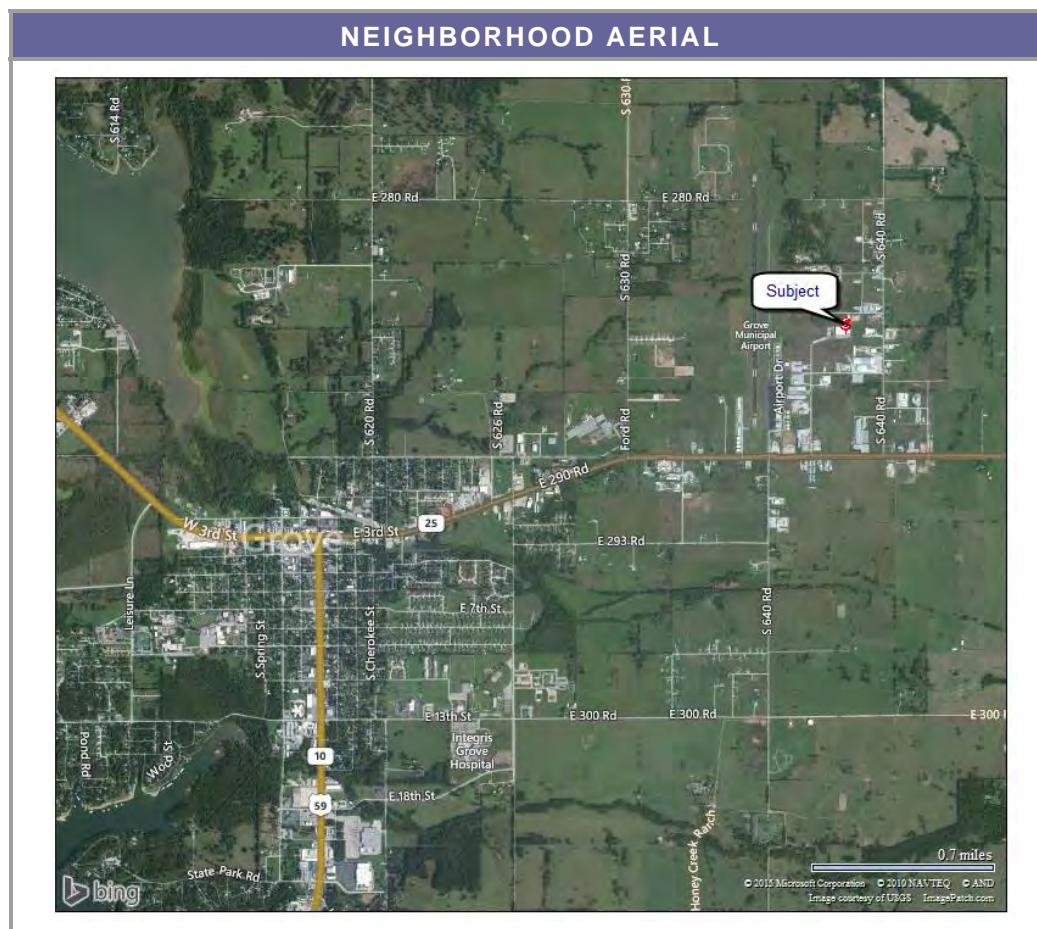 NEIGHBORHOOD AERIAL
S 614 Rd
S 630 R
E 280 Rd
E 280 Rd
S 640 Rd
S 630 Rd
Subject
Grove
Municipal
Airport
Airport Dr
S 620 Rd
S 626 Rd
Ford Rd
S 640 Rd
E 290 Rd
25
W 3rd St
E 3rd St
E 293 Rd
Leisure Ln
E 7th St
S 640 Rd
S Spring St
S Cherokee St
E 13th St
E 300 Rd
E 300 Rd
E 300 R
Integris
Grove
Hospital
Pond Rd
Woco St
10
E 18th St
59
State Park Rd
Honey Creek Ranch
0.7 miles
bing
© 2015 Microsoft Corporation © 2010 NAVTEQ © AND
Image courtesy of USGS ImagePatch.com